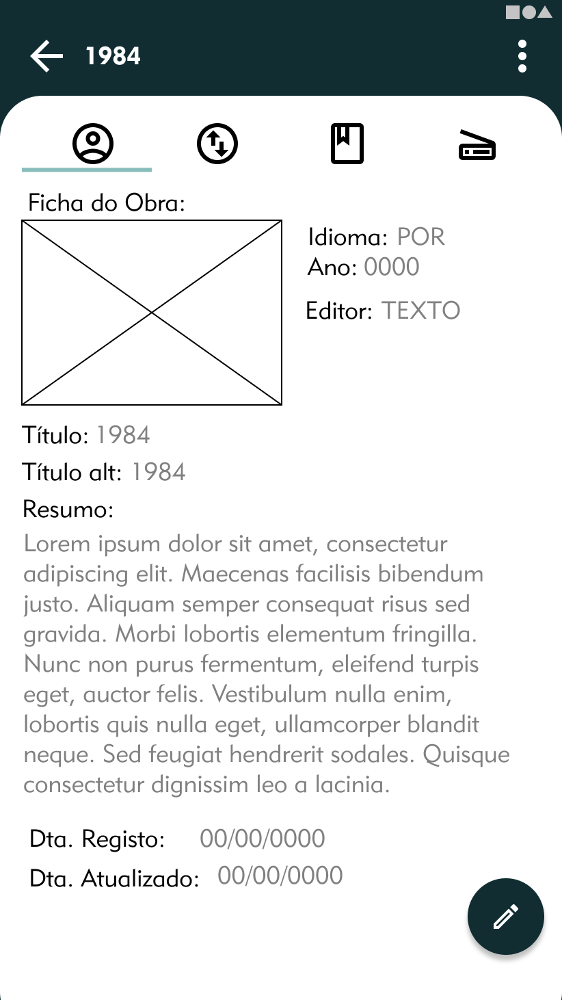 1984
Ficha do Obra:
Idioma: POR
Ano: 0000
Editor: TEXTO
Título: 1984
Título alt: 1984
Resumo:
Lorem ipsum dolor sit amet, consectetur
adipiscing elit. Maecenas facilisis bibendum
justo. Aliquam semper consequat risus sed
gravida. Morbi lobortis elementum fringilla.
Nunc non purus fermentum, eleifend turpis
eget, auctor felis. Vestibulum nulla enim,
lobortis quis nulla eget, ullamcorper blandit
neque. Sed feugiat hendrerit sodales. Quisque
consectetur dignissim leo a lacinia.
Dta. Registo: 00/00/0000
Dta. Atualizado: 00/00/0000